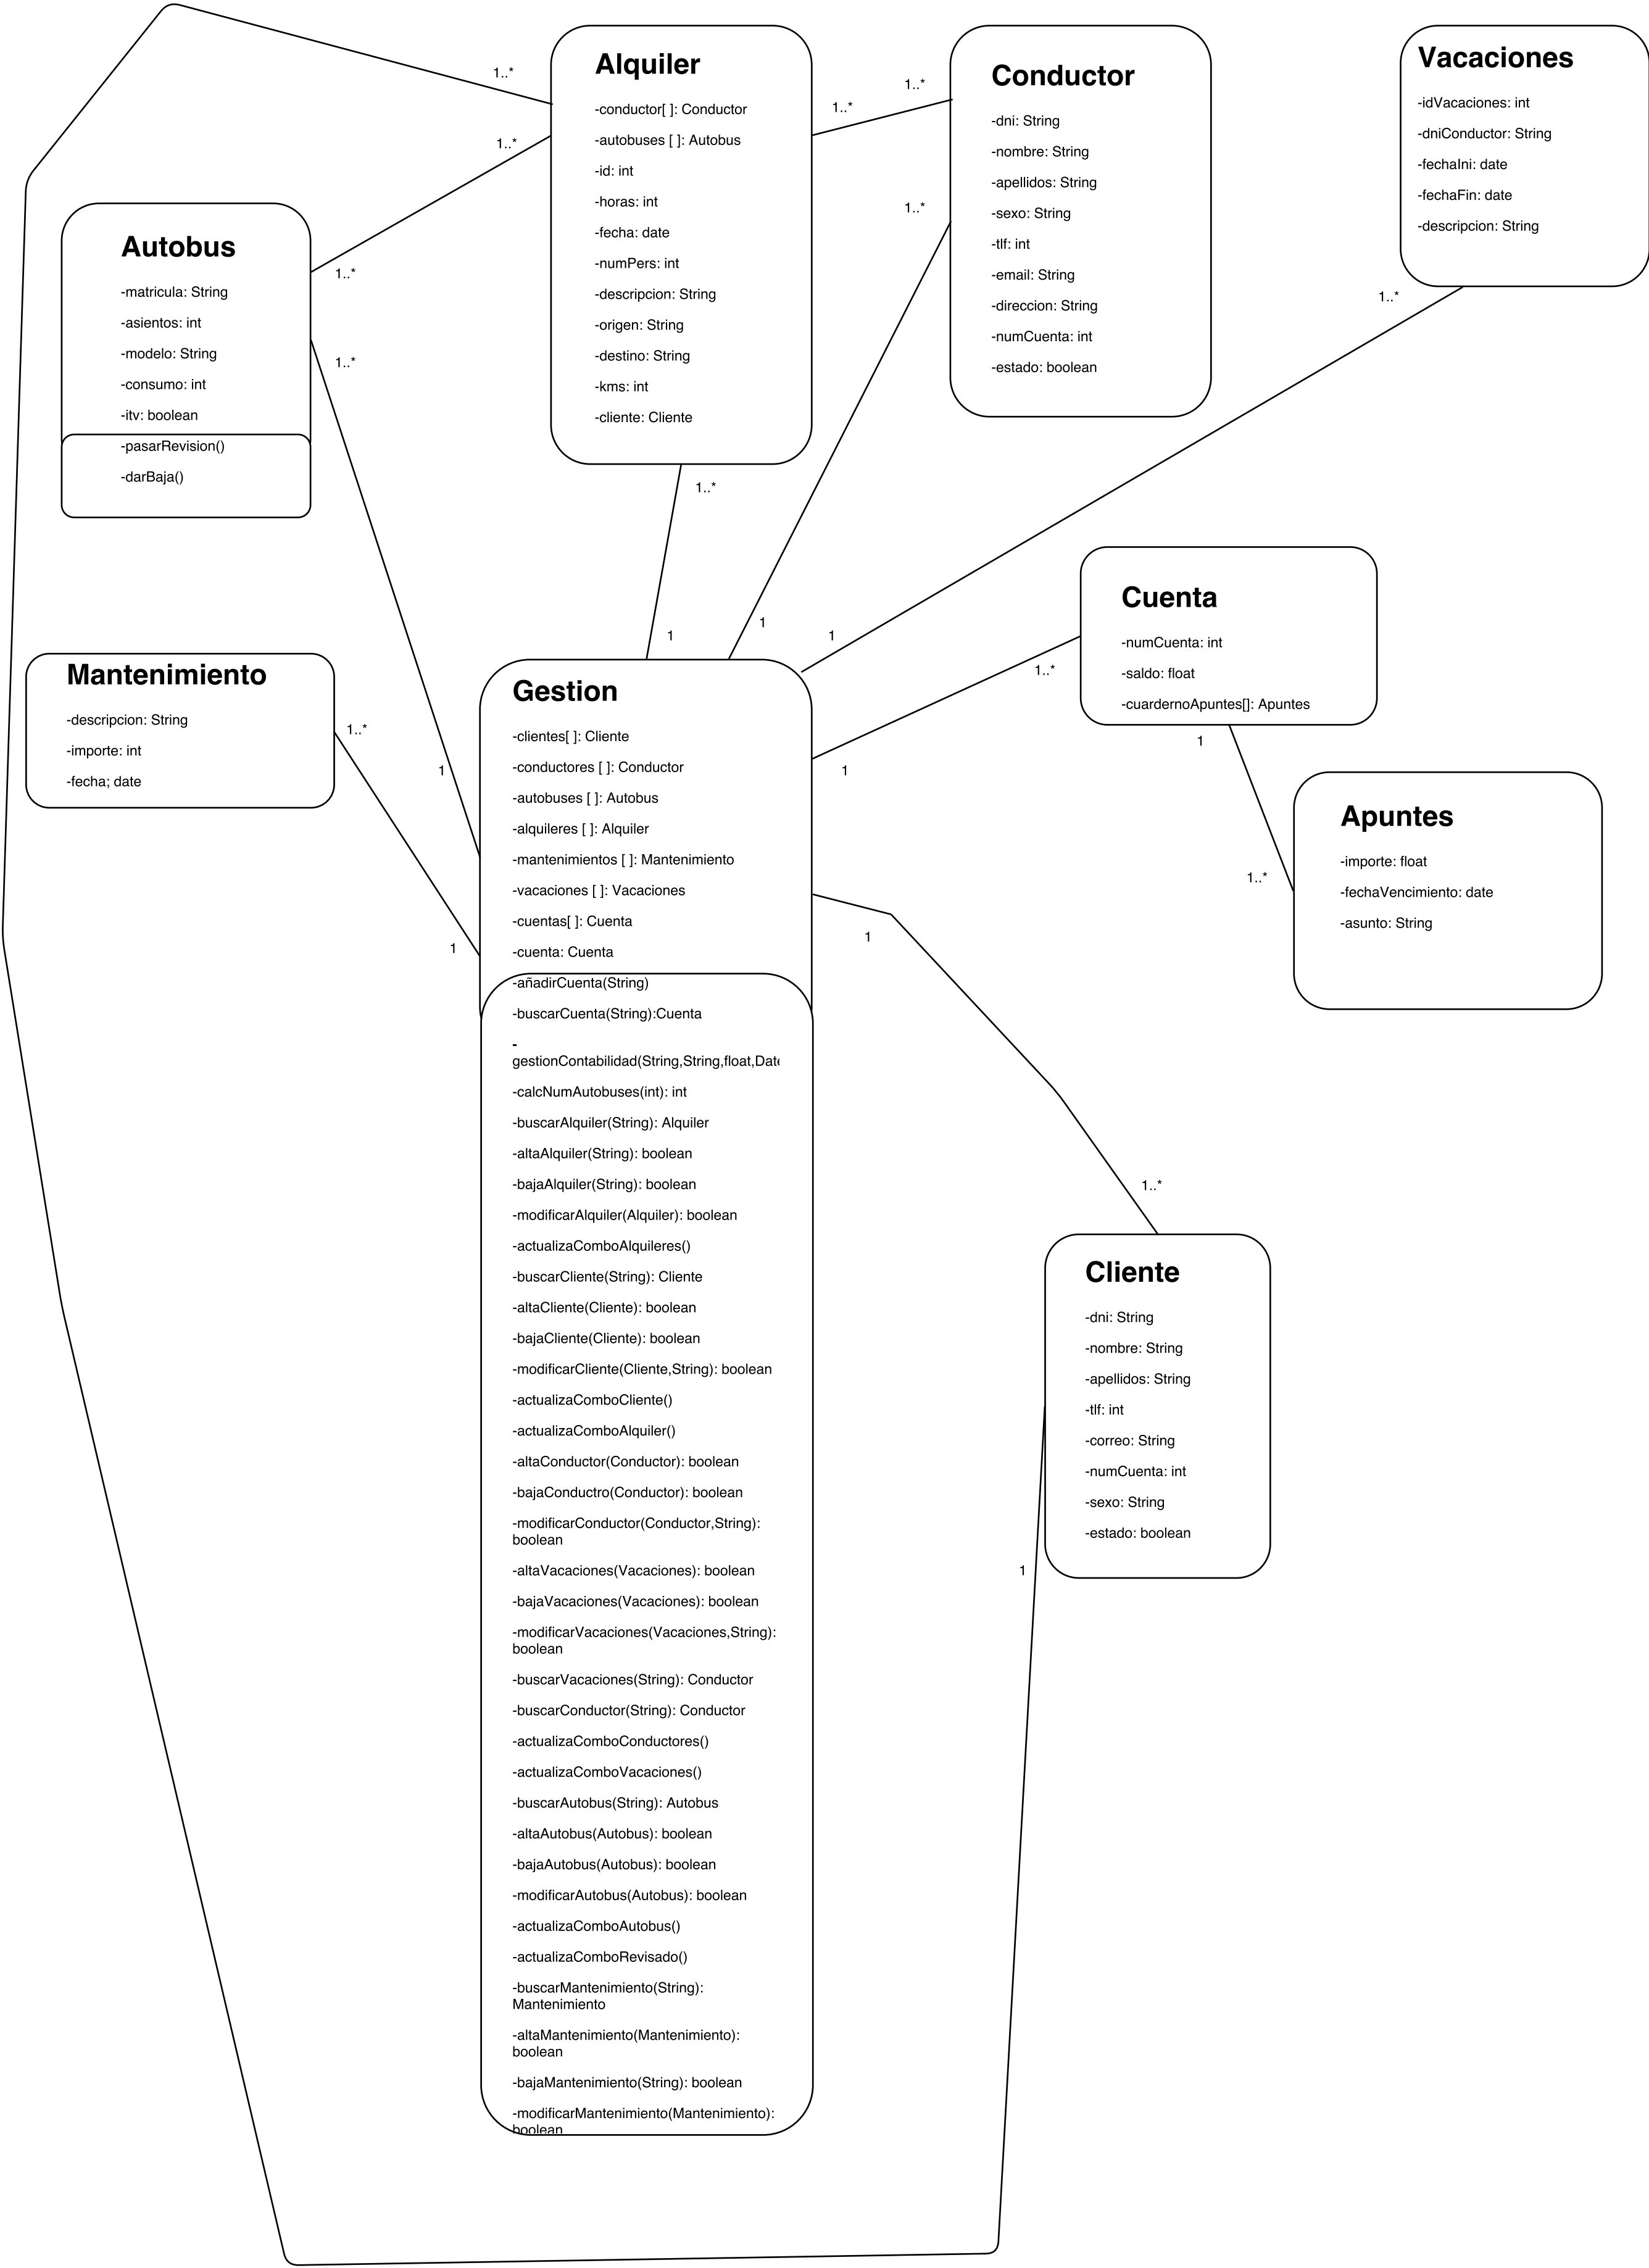 Alquiler
-conductor[ ]: Conductor
-autobuses [ ]: Autobus
-id: int
-horas: int
-fecha: date
-numPers: int
-descripcion: String
-origen: String
-destino: String
-kms: int
-cliente: Cliente
1..*
1..*
1..*
1..*
Conductor
-dni: String
-nombre: String
-apellidos: String
-sexo: String
-tlf: int
-email: String
-direccion: String
-numCuenta: int
-estado: boolean
1..*
Vacaciones
-idVacaciones: int
-dniConductor: String
-fechaIni: date
-fechaFin: date
-descripcion: String
1..*
Autobus
-matricula: String
-asientos: int
-modelo: String
-consumo: int
-itv: boolean
-pasarRevision()
-darBaja()
1..*
1..*
1..*
1
1
1
Cuenta
-numCuenta: int
-saldo: float
-cuardernoApuntes[]: Apuntes
1..*
1
1
Mantenimiento
-descripcion: String
-importe: int
-fecha; date
1..*
1
1
Apuntes
-importe: float
-fechaVencimiento: date
-asunto: String
1..*
Gestion
-clientes[ ]: Cliente
-conductores [ ]: Conductor
-autobuses [ ]: Autobus
-alquileres [ ]: Alquiler
-mantenimientos [ ]: Mantenimiento
-vacaciones [ ]: Vacaciones
-cuentas[ ]: Cuenta
-cuenta: Cuenta
-añadirCuenta(String)
-buscarCuenta(String):Cuenta
-
gestionContabilidad(String,String,float,Date
-calcNumAutobuses(int): int
-buscarAlquiler(String): Alquiler
-altaAlquiler(String): boolean
-bajaAlquiler(String): boolean
-modificarAlquiler(Alquiler): boolean
-actualizaComboAlquileres()
-buscarCliente(String): Cliente
-altaCliente(Cliente): boolean
-bajaCliente(Cliente): boolean
-modificarCliente(Cliente,String): boolean
-actualizaComboCliente()
-actualizaComboAlquiler()
-altaConductor(Conductor): boolean
-bajaConductro(Conductor): boolean
-modificarConductor(Conductor,String):
boolean
-altaVacaciones(Vacaciones): boolean
-bajaVacaciones(Vacaciones): boolean
-modificarVacaciones(Vacaciones,String):
boolean
-buscarVacaciones(String): Conductor
-buscarConductor(String): Conductor
-actualizaComboConductores()
-actualizaComboVacaciones()
-buscarAutobus(String): Autobus
-altaAutobus(Autobus): boolean
-bajaAutobus(Autobus): boolean
-modificarAutobus(Autobus): boolean
-actualizaComboAutobus()
-actualizaComboRevisado()
-buscarMantenimiento(String):
Mantenimiento
-altaMantenimiento(Mantenimiento):
boolean
-bajaMantenimiento(String): boolean
-modificarMantenimiento(Mantenimiento):
boolean
1
1..*
Cliente
-dni: String
-nombre: String
-apellidos: String
-tlf: int
-correo: String
-numCuenta: int
-sexo: String
-estado: boolean
1